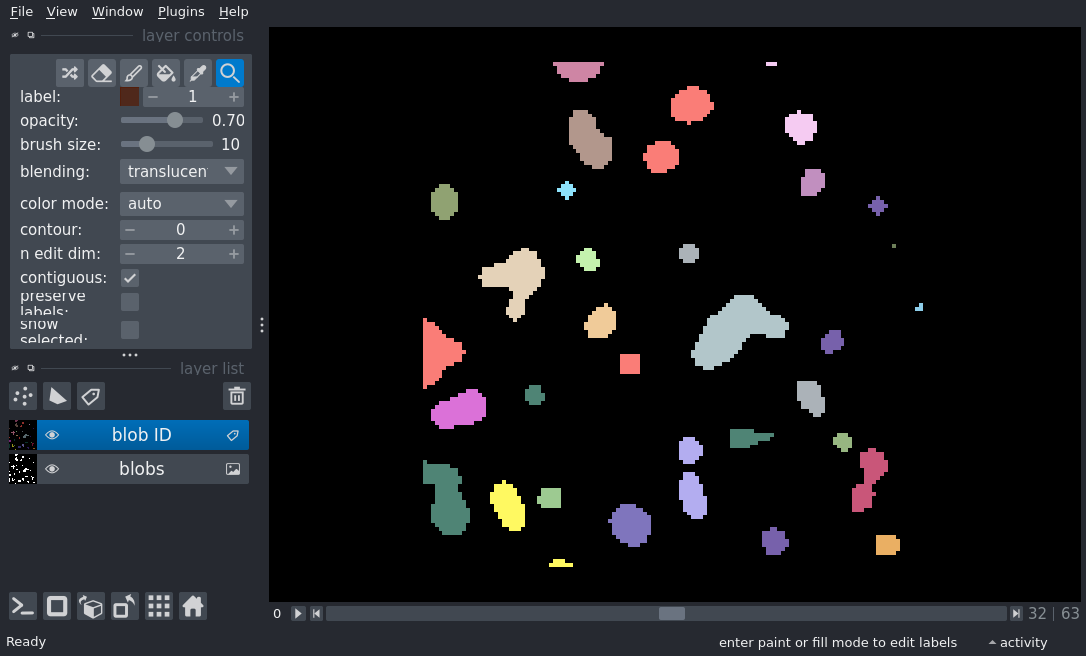 File View Window Plugins Help
layer controls
label: 1
opacity: 0.70
brush size: 10
blending: translucen
color mode: auto
contour: 0
n edit dim: 2
contiguous:
preserve
labels:
show
selected:
layer list
blob ID
blobs
0 32 | 63
Ready enter paint or fill mode to edit labels activity